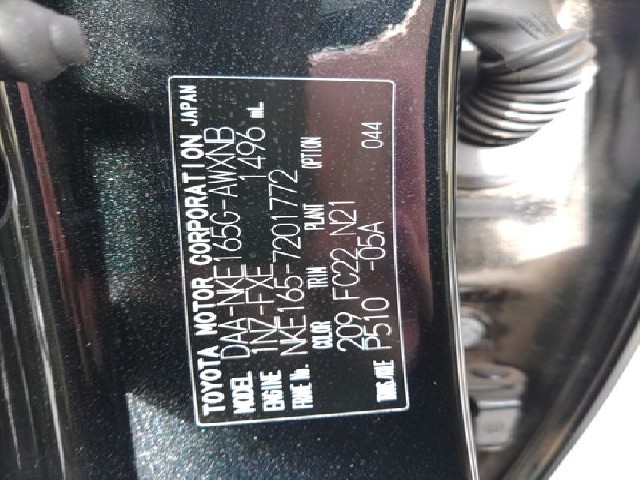 TOYOTA MOTOR CORPORATION JAPAN
MODEL DAA-NKE165G-AWXNB
ENGINE 1NZ-FXE 1496 mL
FRAME No. NKE165-7201772
COLOR TRIM PLANT OPTION
209 FC22 N21 044
TRANS./AXLE P510 -05A